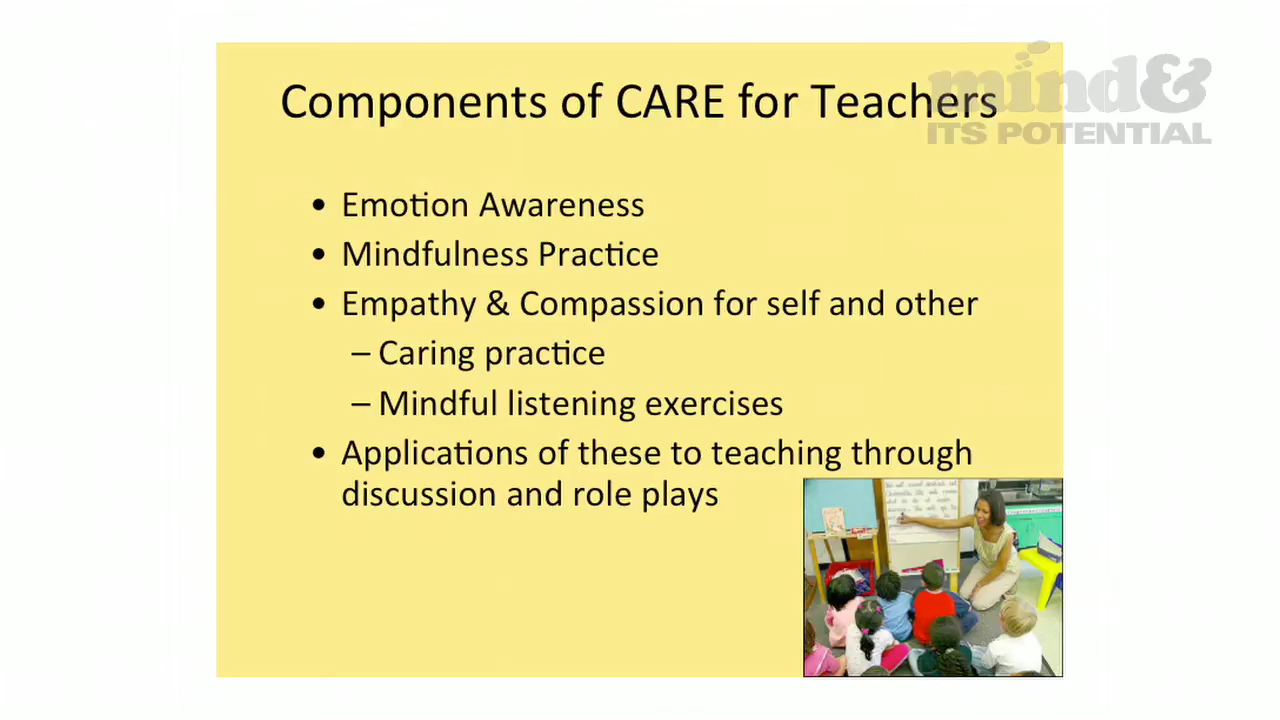 mind&
ITS POTENTIAL
Components of CARE for Teachers
• Emotion Awareness
• Mindfulness Practice
• Empathy & Compassion for self and other
– Caring practice
– Mindful listening exercises
• Applications of these to teaching through
discussion and role plays